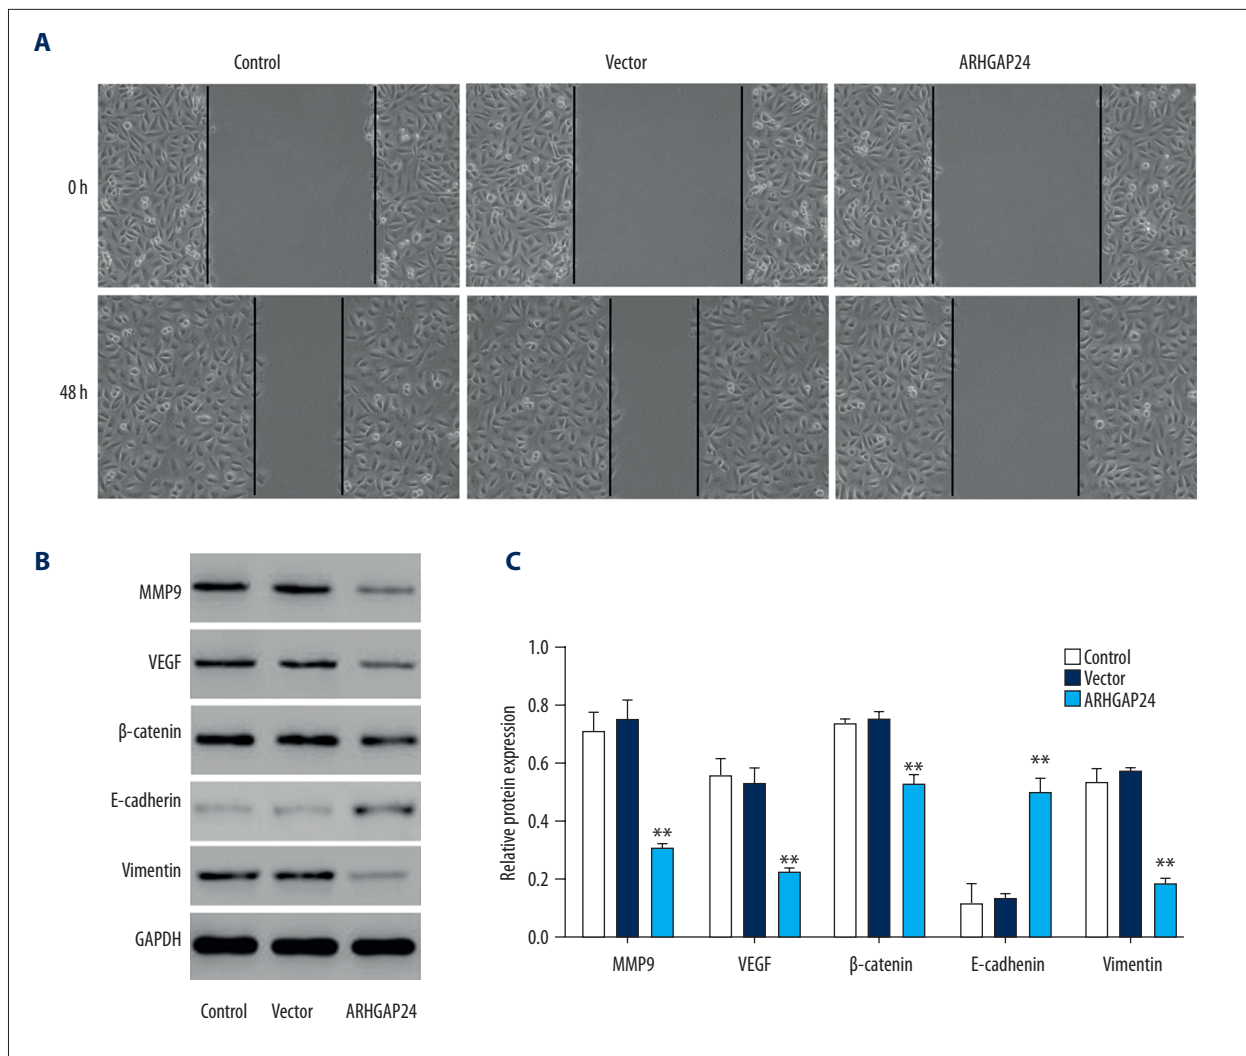 A
Control Vector ARHGAP24
0 h
48 h
B
MMP9
VEGF
β-catenin
E-cadherin
Vimentin
GAPDH
Control Vector ARHGAP24
C
Relative protein expression
1.0
0.8
0.6
0.4
0.2
0.0
Control
Vector
ARHGAP24
**
**
**
**
**
MMP9 VEGF β-catenin E-cadhenin Vimentin